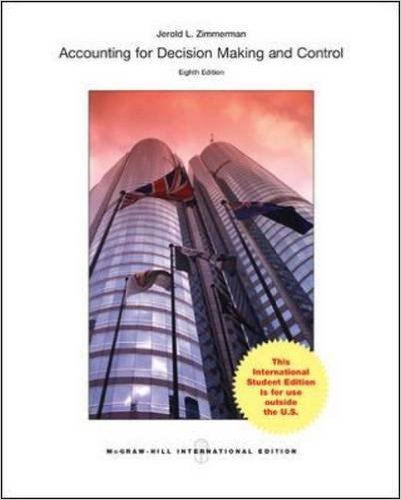 Jerold L. Zimmerman
Accounting for Decision Making and Control
Eighth Edition
This
International
Student Edition
is for use
outside
the U.S.
McGRAW-HILL INTERNATIONAL EDITION